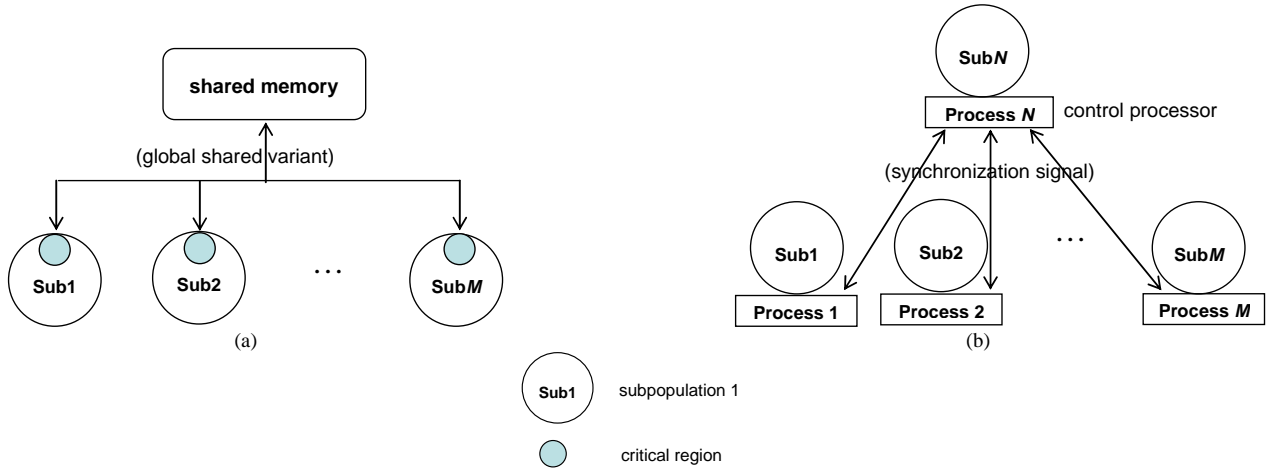 shared memory
(global shared variant)
Sub1
Sub2
...
SubM
(a)
SubN
Process N
control processor
(synchronization signal)
Sub1
Sub2
...
SubM
Process 1
Process 2
Process M
(b)
Sub1
subpopulation 1
critical region